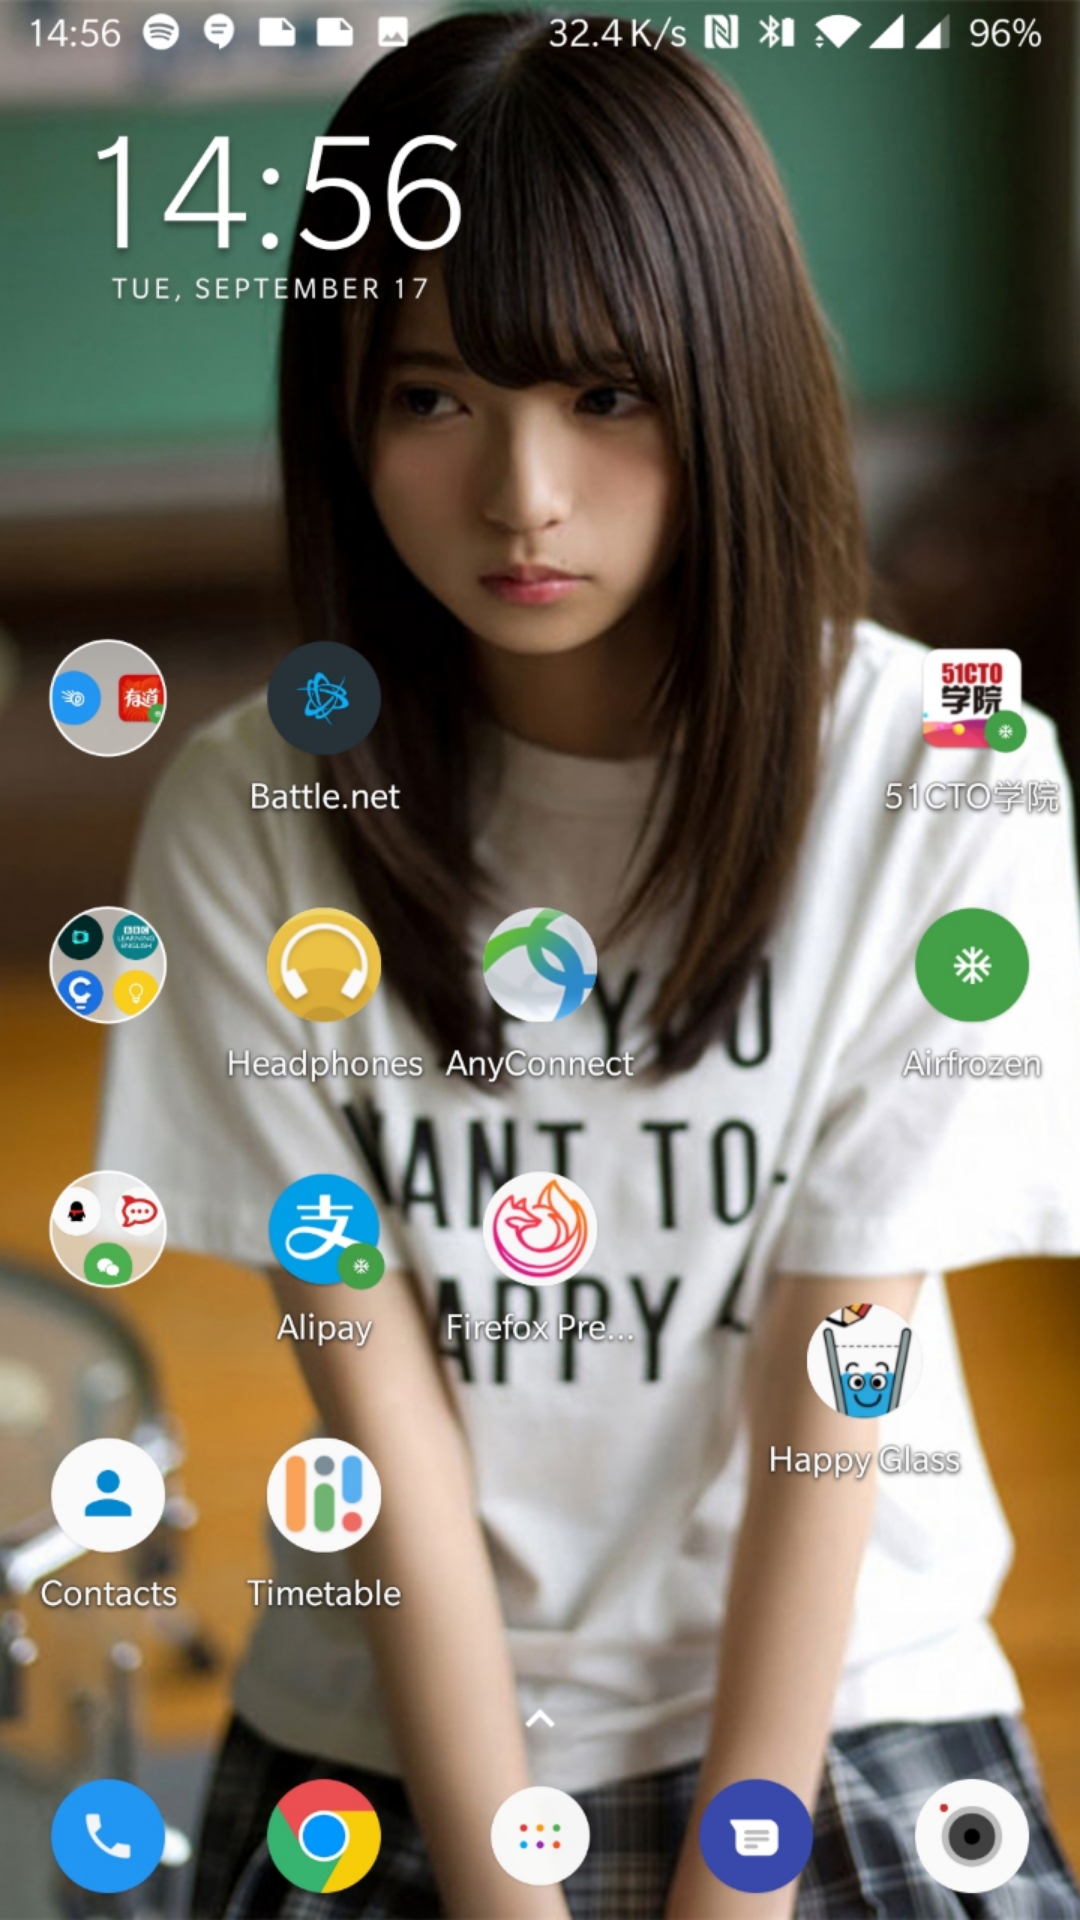 14:56 32.4 K/s 96%
14:56
TUE, SEPTEMBER 17
有道
51CTO
学院
Battle.net
51CTO学院
BBC
LEARNING
ENGLISH
Headphones
AnyConnect
Airfrozen
YOU
WANT TO
支
Alipay
Firefox Pre...
HAPPY
Happy Glass
Contacts
Timetable